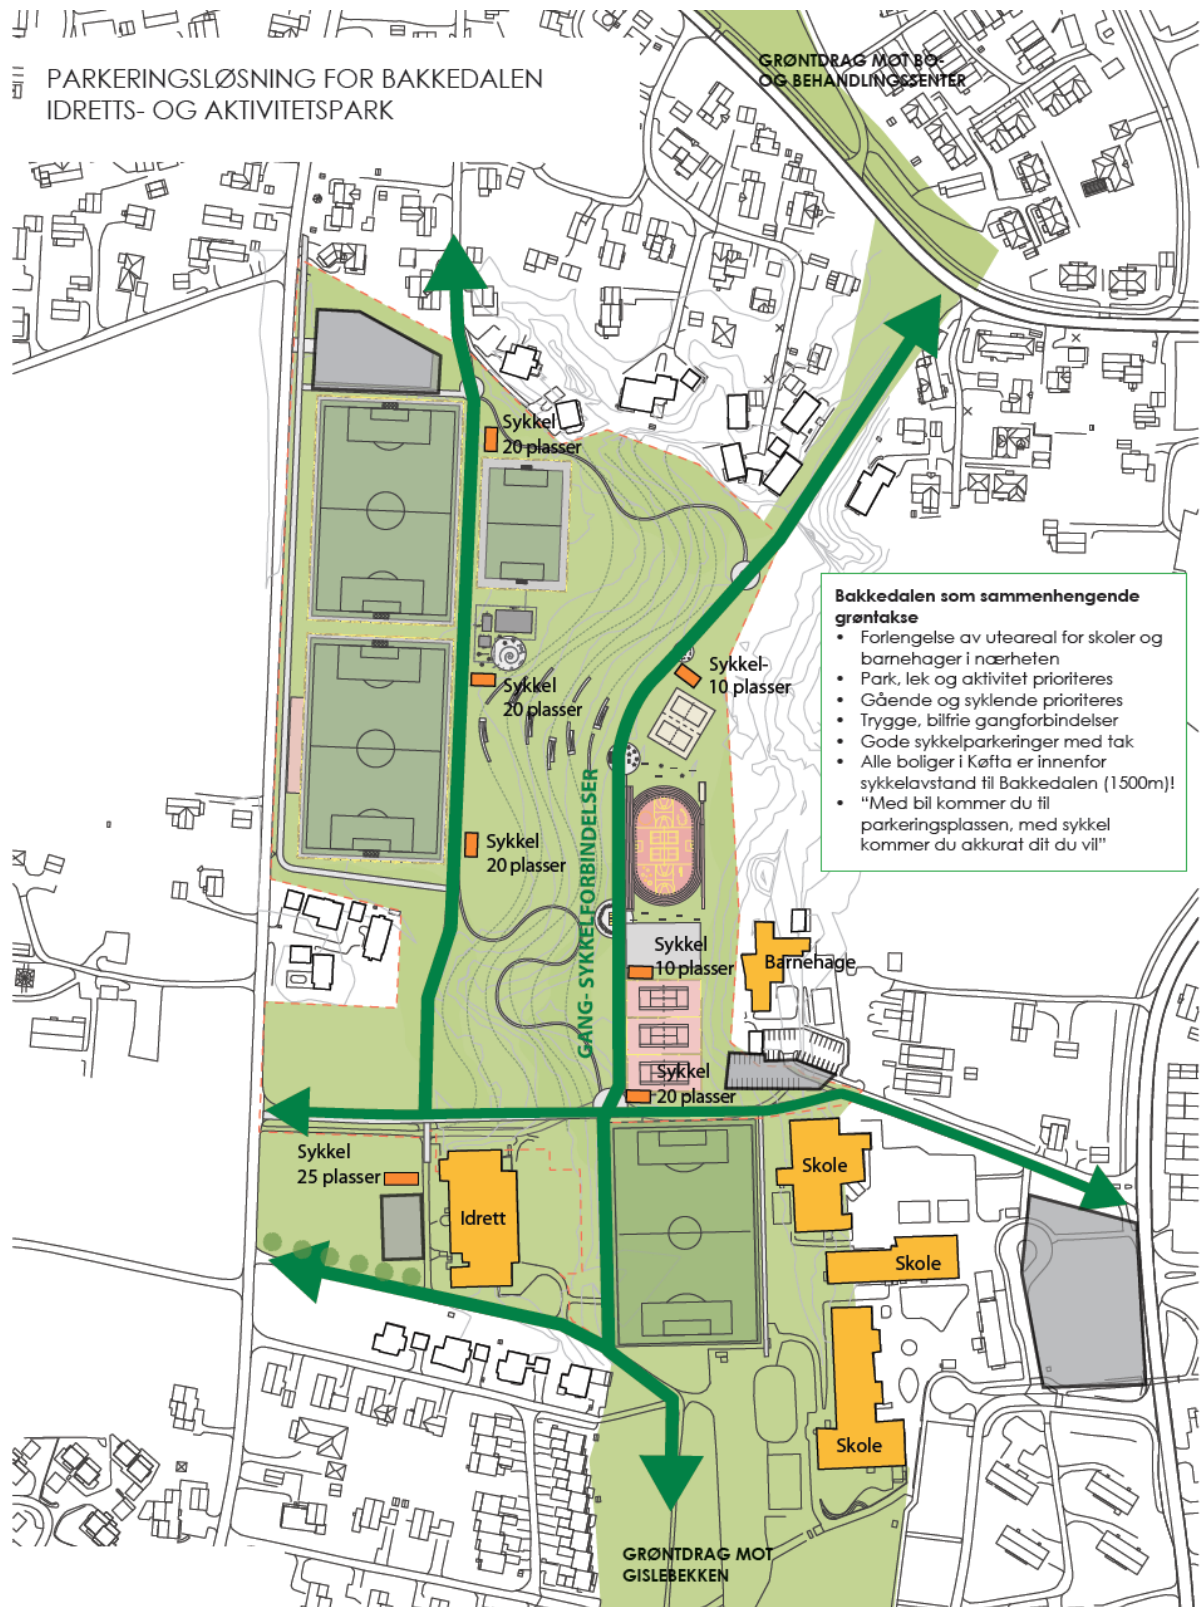 PARKERINGSLØSNING FOR BAKKEDALEN
IDRETTS- OG AKTIVITETSPARK
GRØNTDRAG MOT BO-
OG BEHANDLINGSSENTER
Sykkel
20 plasser
Bakkedalen som sammenhengende
grøntakse
• Forlengelse av uteareal for skoler og
barnehager i nærheten
• Park, lek og aktivitet prioriteres
• Gående og syklende prioriteres
• Trygge, bilfrie gangforbindelser
• Gode sykkelparkeringer med tak
• Alle boliger i Køfta er innenfor
sykkelavstand til Bakkedalen (1500m)!
• “Med bil kommer du til
parkeringsplassen, med sykkel
kommer du akkurat dit du vil”
Sykkel-
10 plasser
Sykkel
20 plasser
GANG- SYKKELFORBINDELSER
Sykkel
20 plasser
Sykkel
10 plasser
Barnehage
Sykkel
20 plasser
Sykkel
25 plasser
Idrett
Skole
Skole
Skole
GRØNTDRAG MOT
GISLEBEKKEN